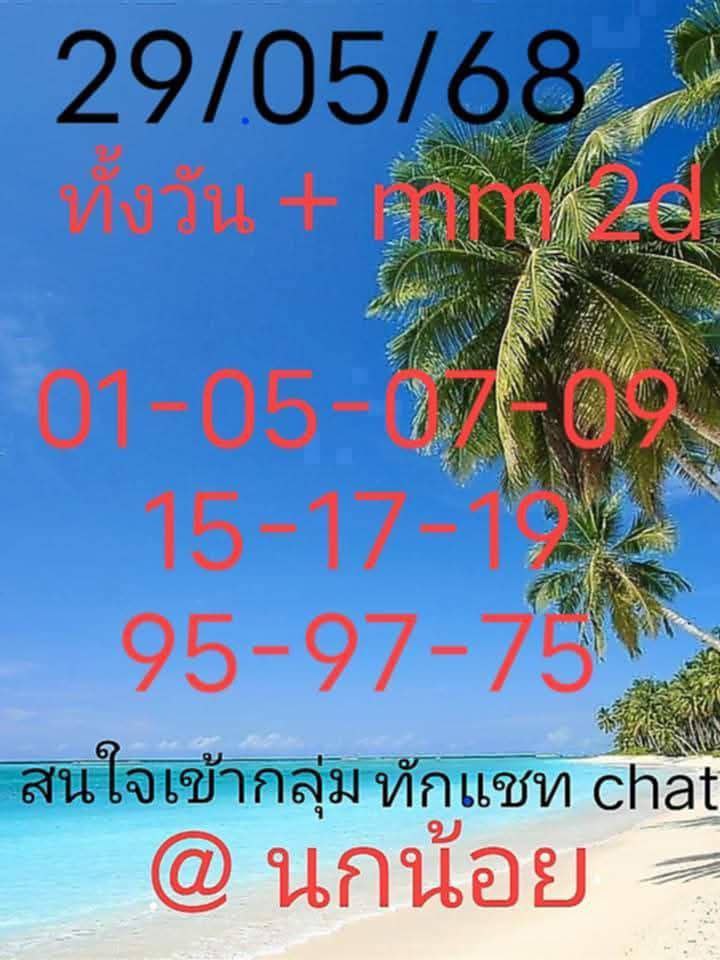 29/05/68
ทั้งวัน + mm 2d
01-05-07-09
15-17-19
95-97-75
สนใจเข้ากลุ่ม ทักแชท chat
@ นกน้อย